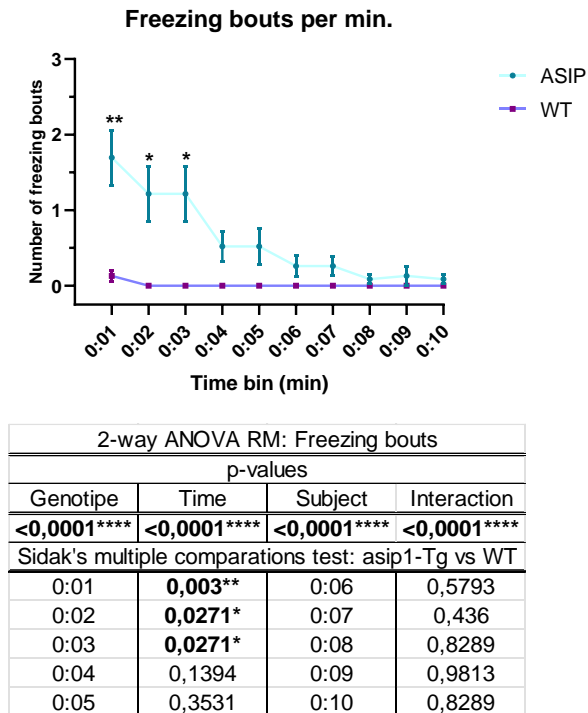 Freezing bouts per min.
3
2
1
0
Number of freezing bouts
** * *
ASIP
WT
0:01 0:02 0:03 0:04 0:05 0:06 0:07 0:08 0:09 0:10
Time bin (min)
2-way ANOVA RM: Freezing bouts
p-values
Genotipe Time Subject Interaction
<0,0001**** <0,0001**** <0,0001**** <0,0001****
Sidak's multiple comparations test: asip1-Tg vs WT
0:01 0,003** 0:06 0,5793
0:02 0,0271* 0:07 0,436
0:03 0,0271* 0:08 0,8289
0:04 0,1394 0:09 0,9813
0:05 0,3531 0:10 0,8289